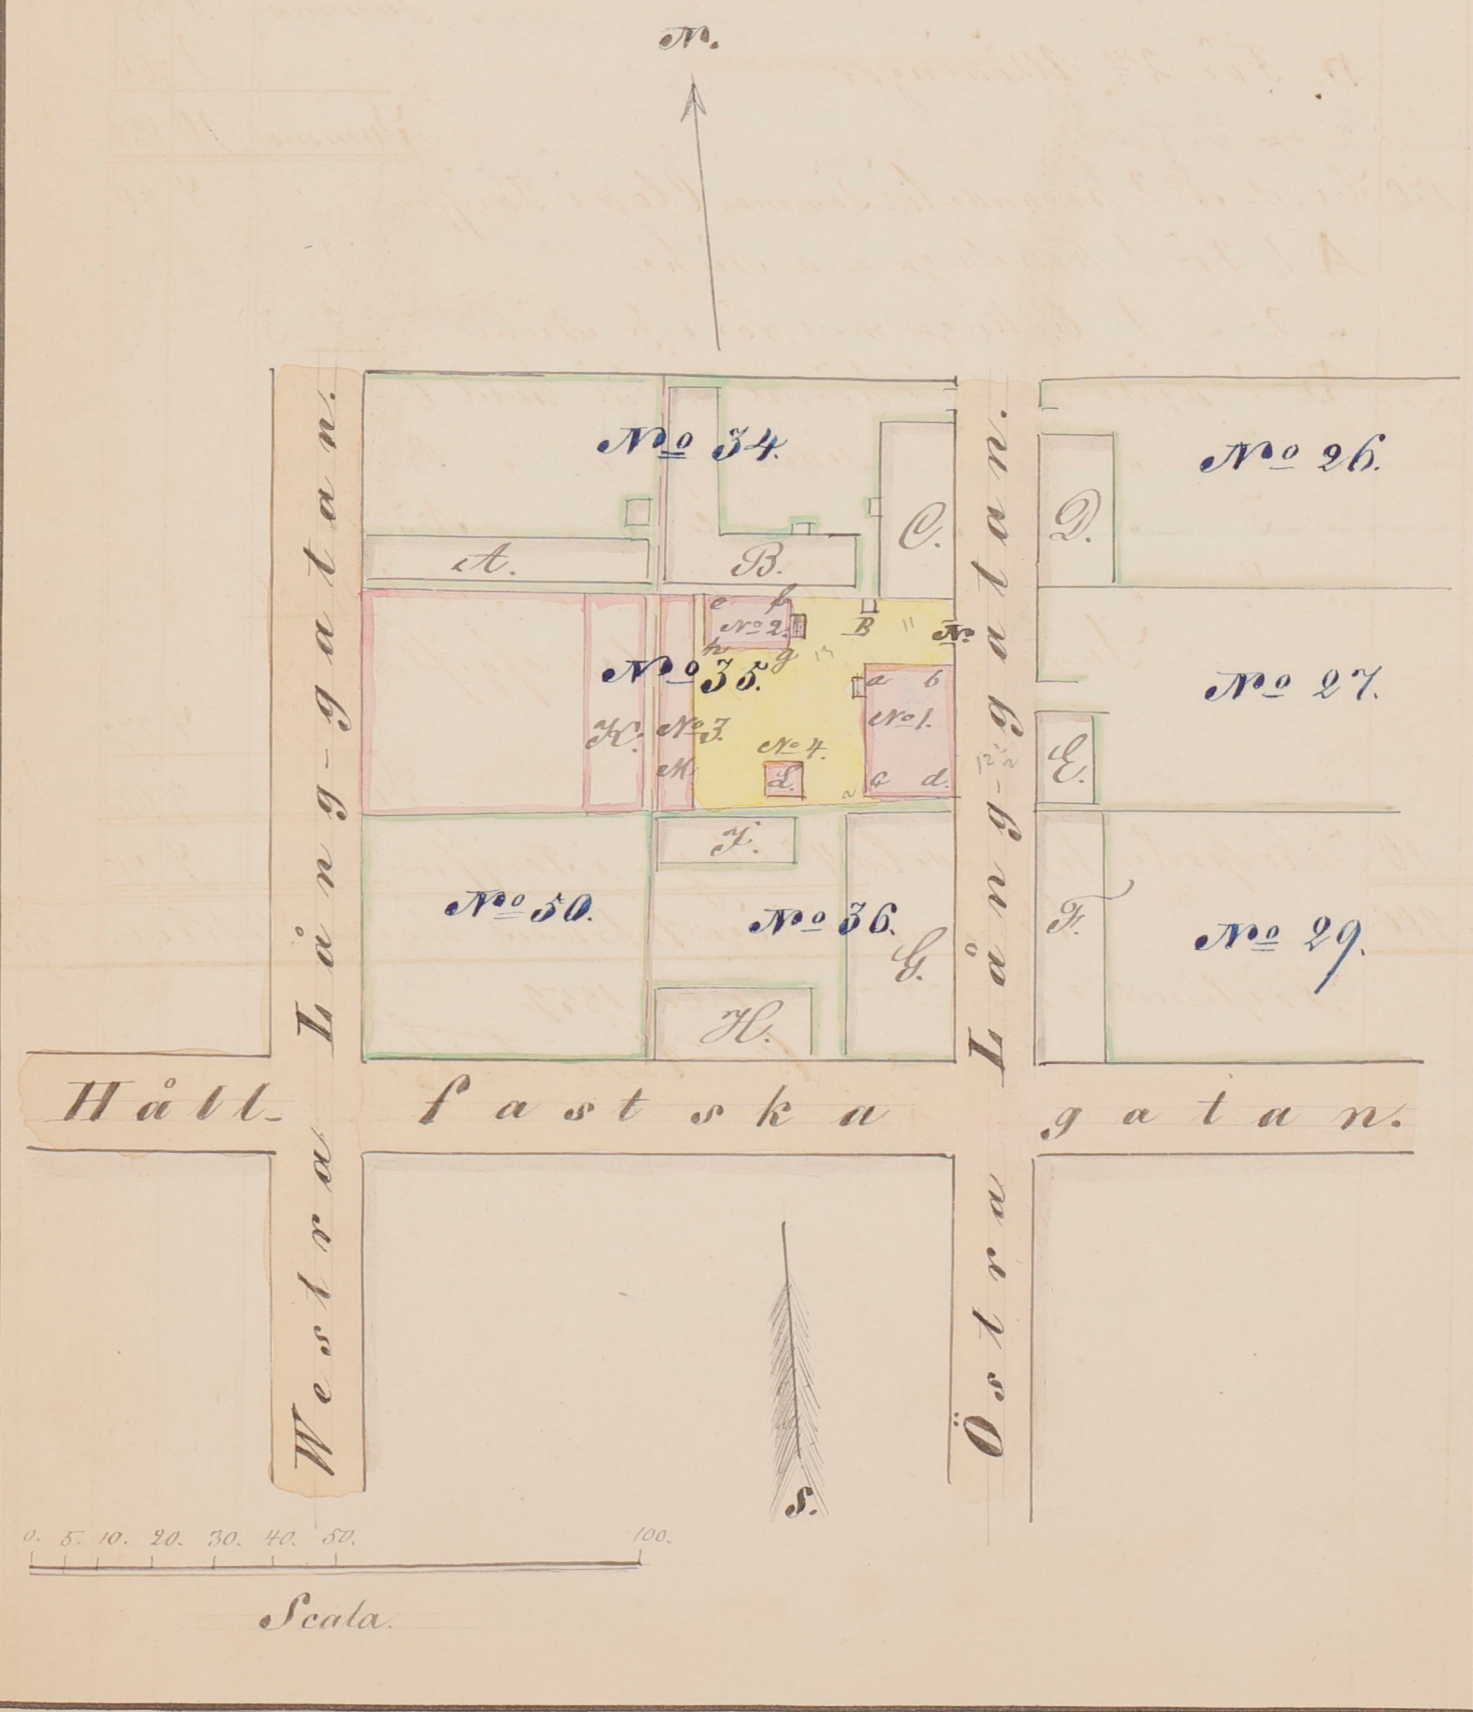 N.
No 34.
No 26.
A.
B.
C.
D.
e f
No 2.
h g
B
No 35.
a b
No 1.
c d.
No 27.
K.
No 3.
M
No 4.
L.
E.
No 50.
No 36.
G.
H.
F.
No 29.
Westra Lång-gatan.
Östra Lång-gatan.
Håll- fastska gatan.
S.
0. 5. 10. 20. 30. 40. 50. 100.
Scala.